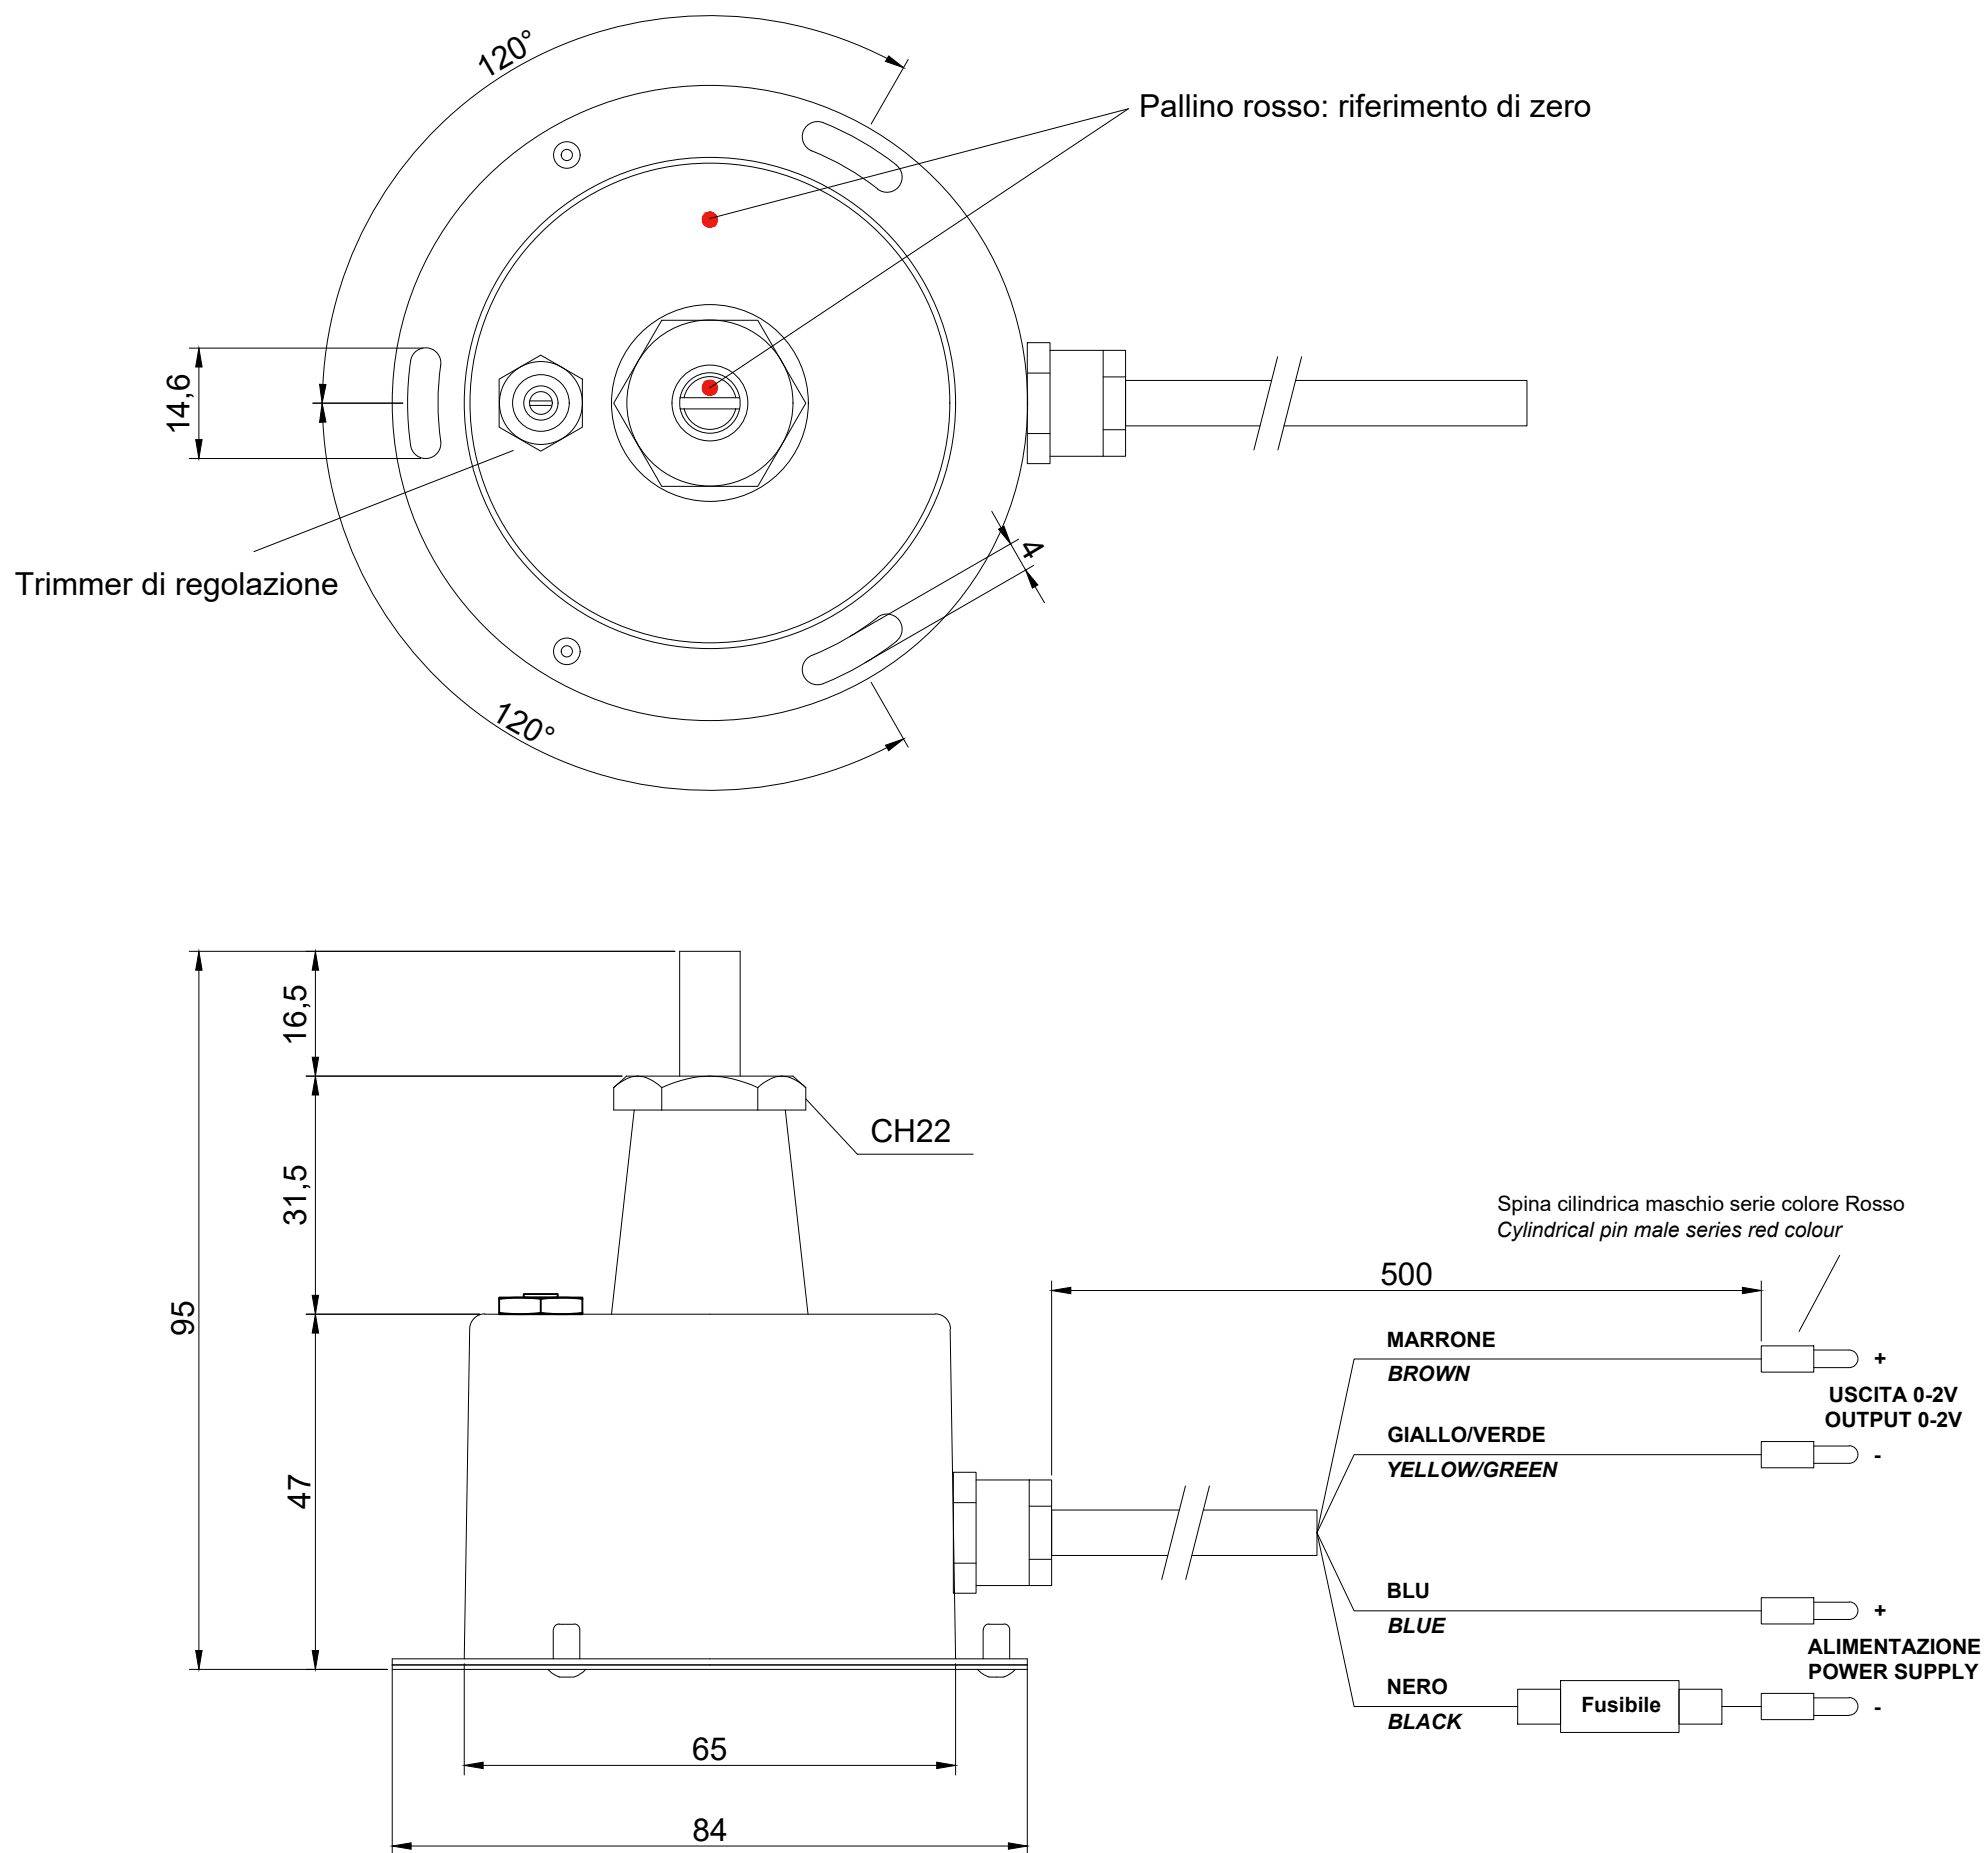 120°
Pallino rosso: riferimento di zero
14,6
4
Trimmer di regolazione
120°
16,5
CH22
31,5
Spina cilindrica maschio serie colore Rosso
Cylindrical pin male series red colour
500
95
MARRONE
BROWN
+
USCITA 0-2V
OUTPUT 0-2V
GIALLO/VERDE
YELLOW/GREEN
-
47
BLU
BLUE
+
ALIMENTAZIONE
POWER SUPPLY
NERO
BLACK
Fusibile
-
65
84